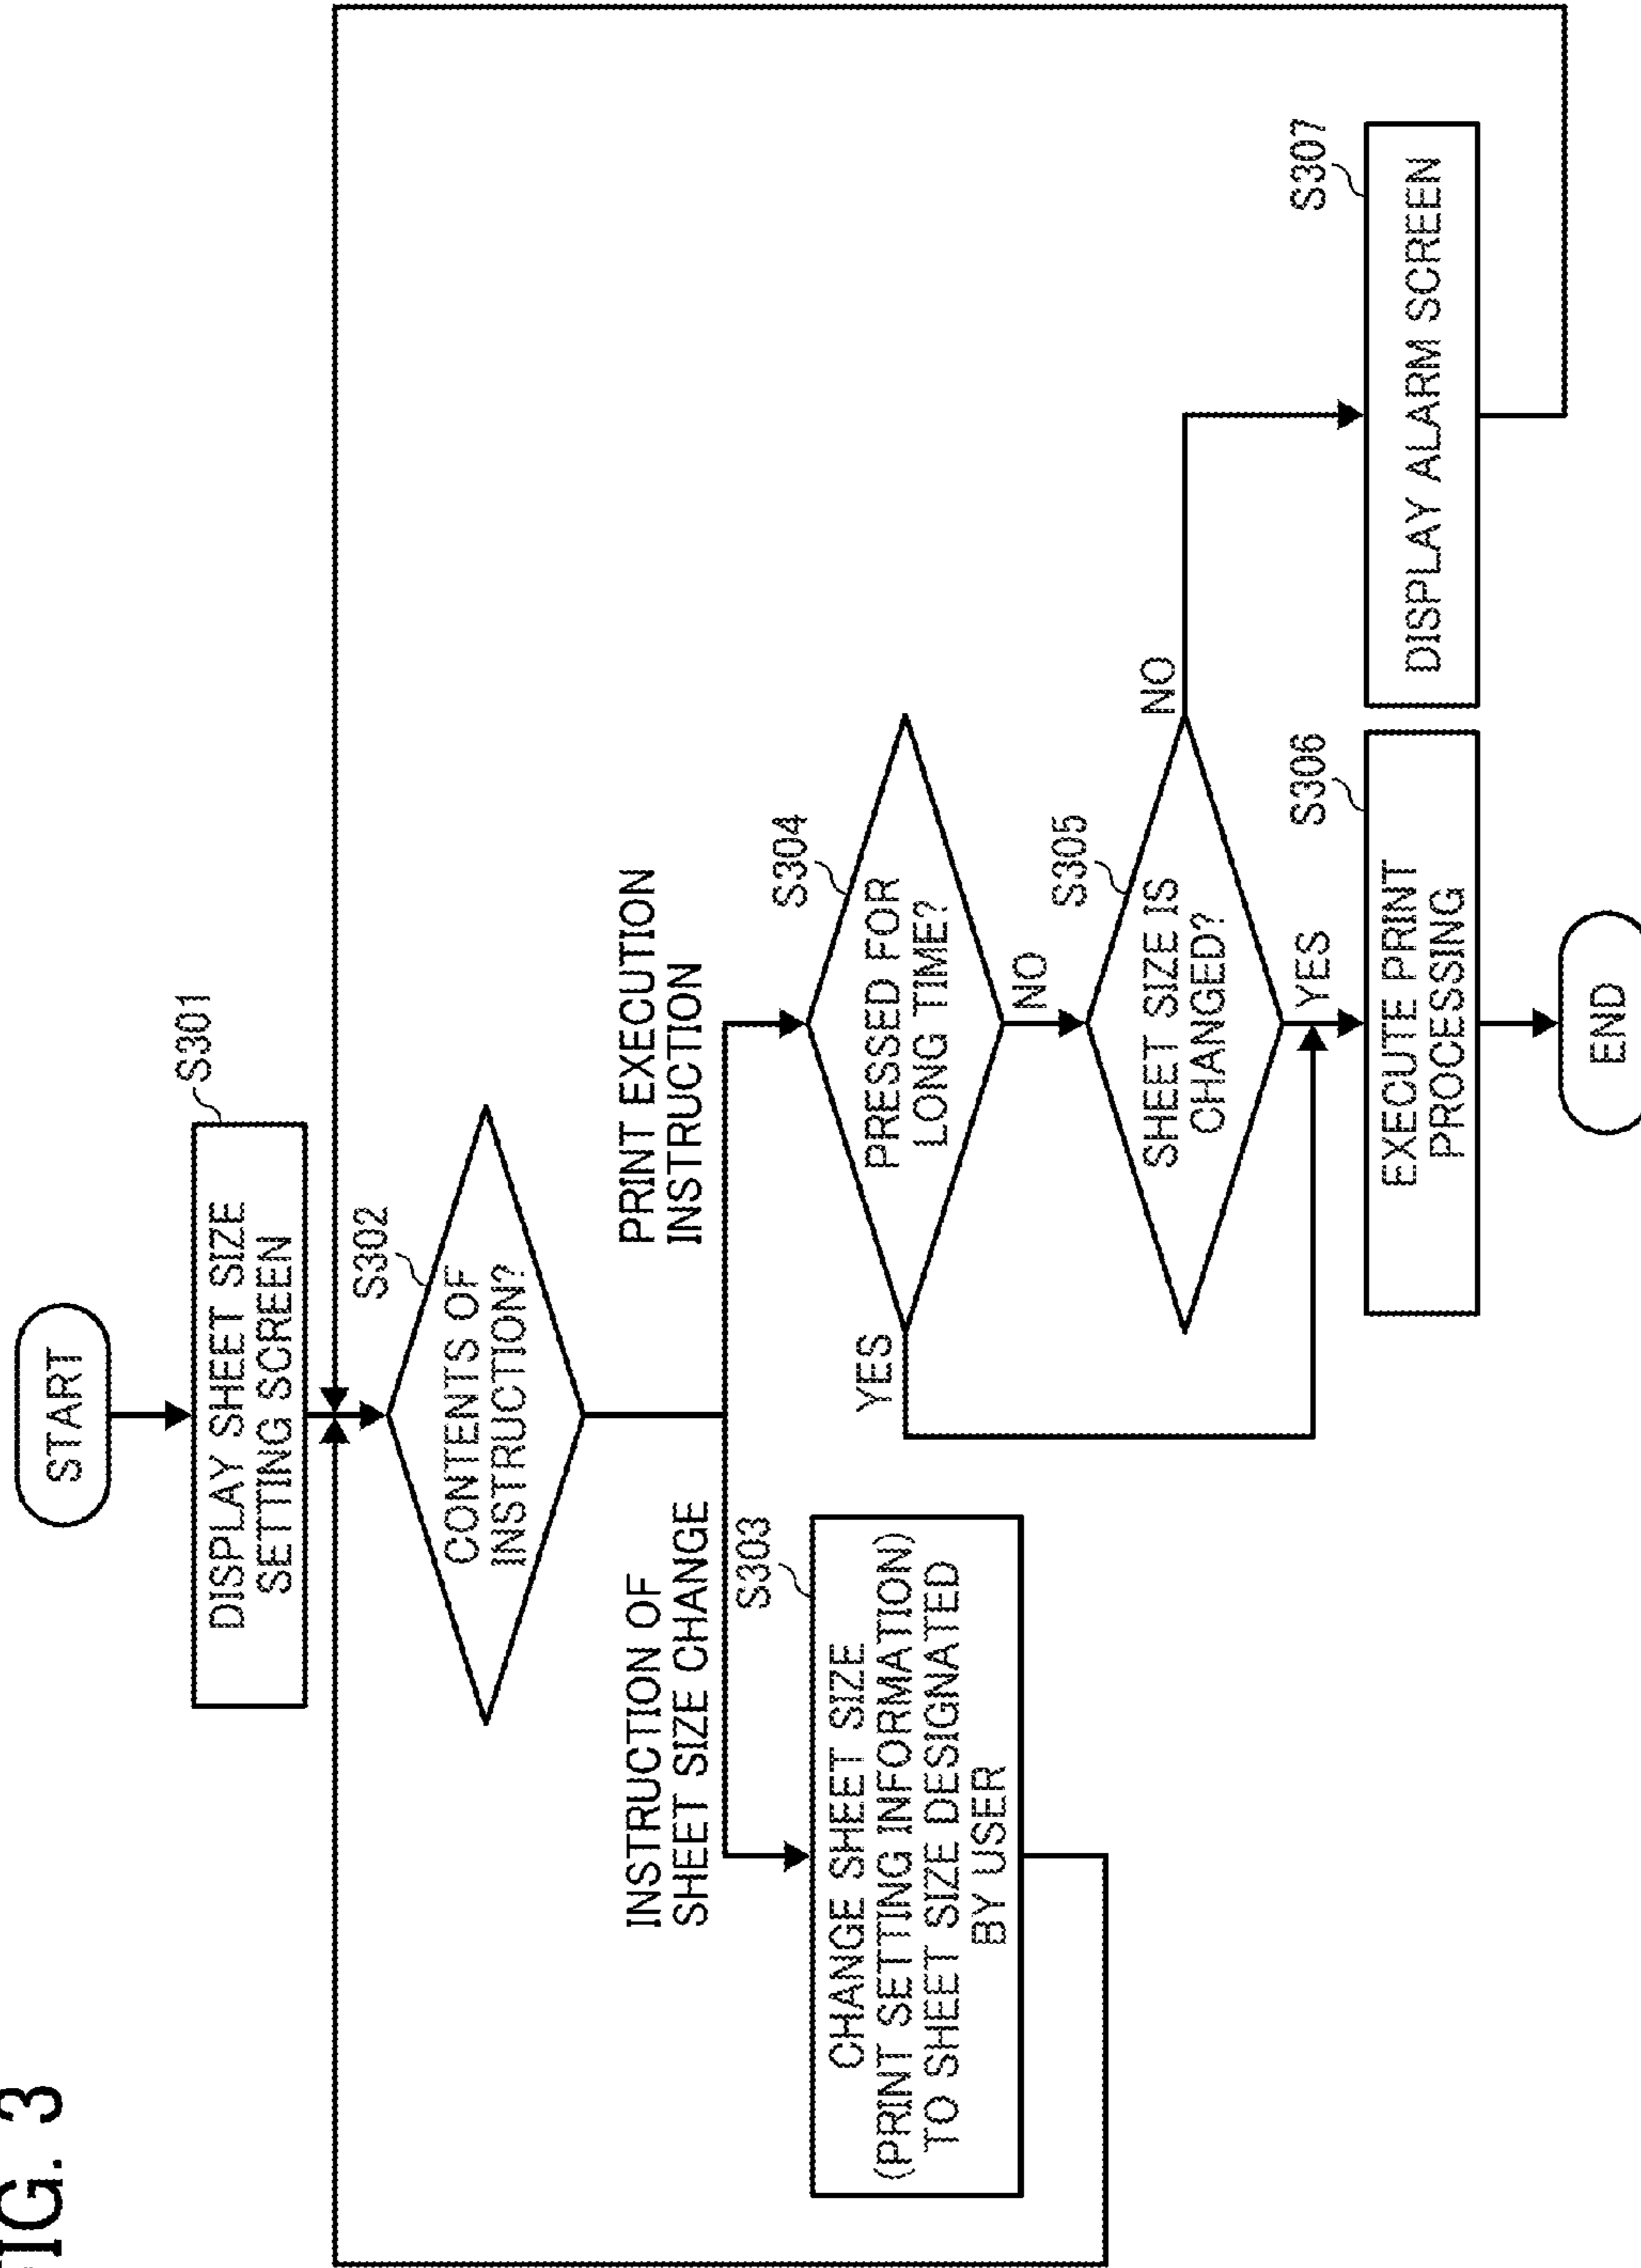 FIG. 3
START
S301
DISPLAY SHEET SIZE
SETTING SCREEN
S302
CONTENTS OF
INSTRUCTION?
INSTRUCTION OF
SHEET SIZE CHANGE
PRINT EXECUTION
INSTRUCTION
S303
CHANGE SHEET SIZE
(PRINT SETTING INFORMATION)
TO SHEET SIZE DESIGNATED
BY USER
S304
PRESSED FOR
LONG TIME?
YES
NO
S305
SHEET SIZE IS
CHANGED?
NO
YES
S306
EXECUTE PRINT
PROCESSING
S307
DISPLAY ALARM SCREEN
END